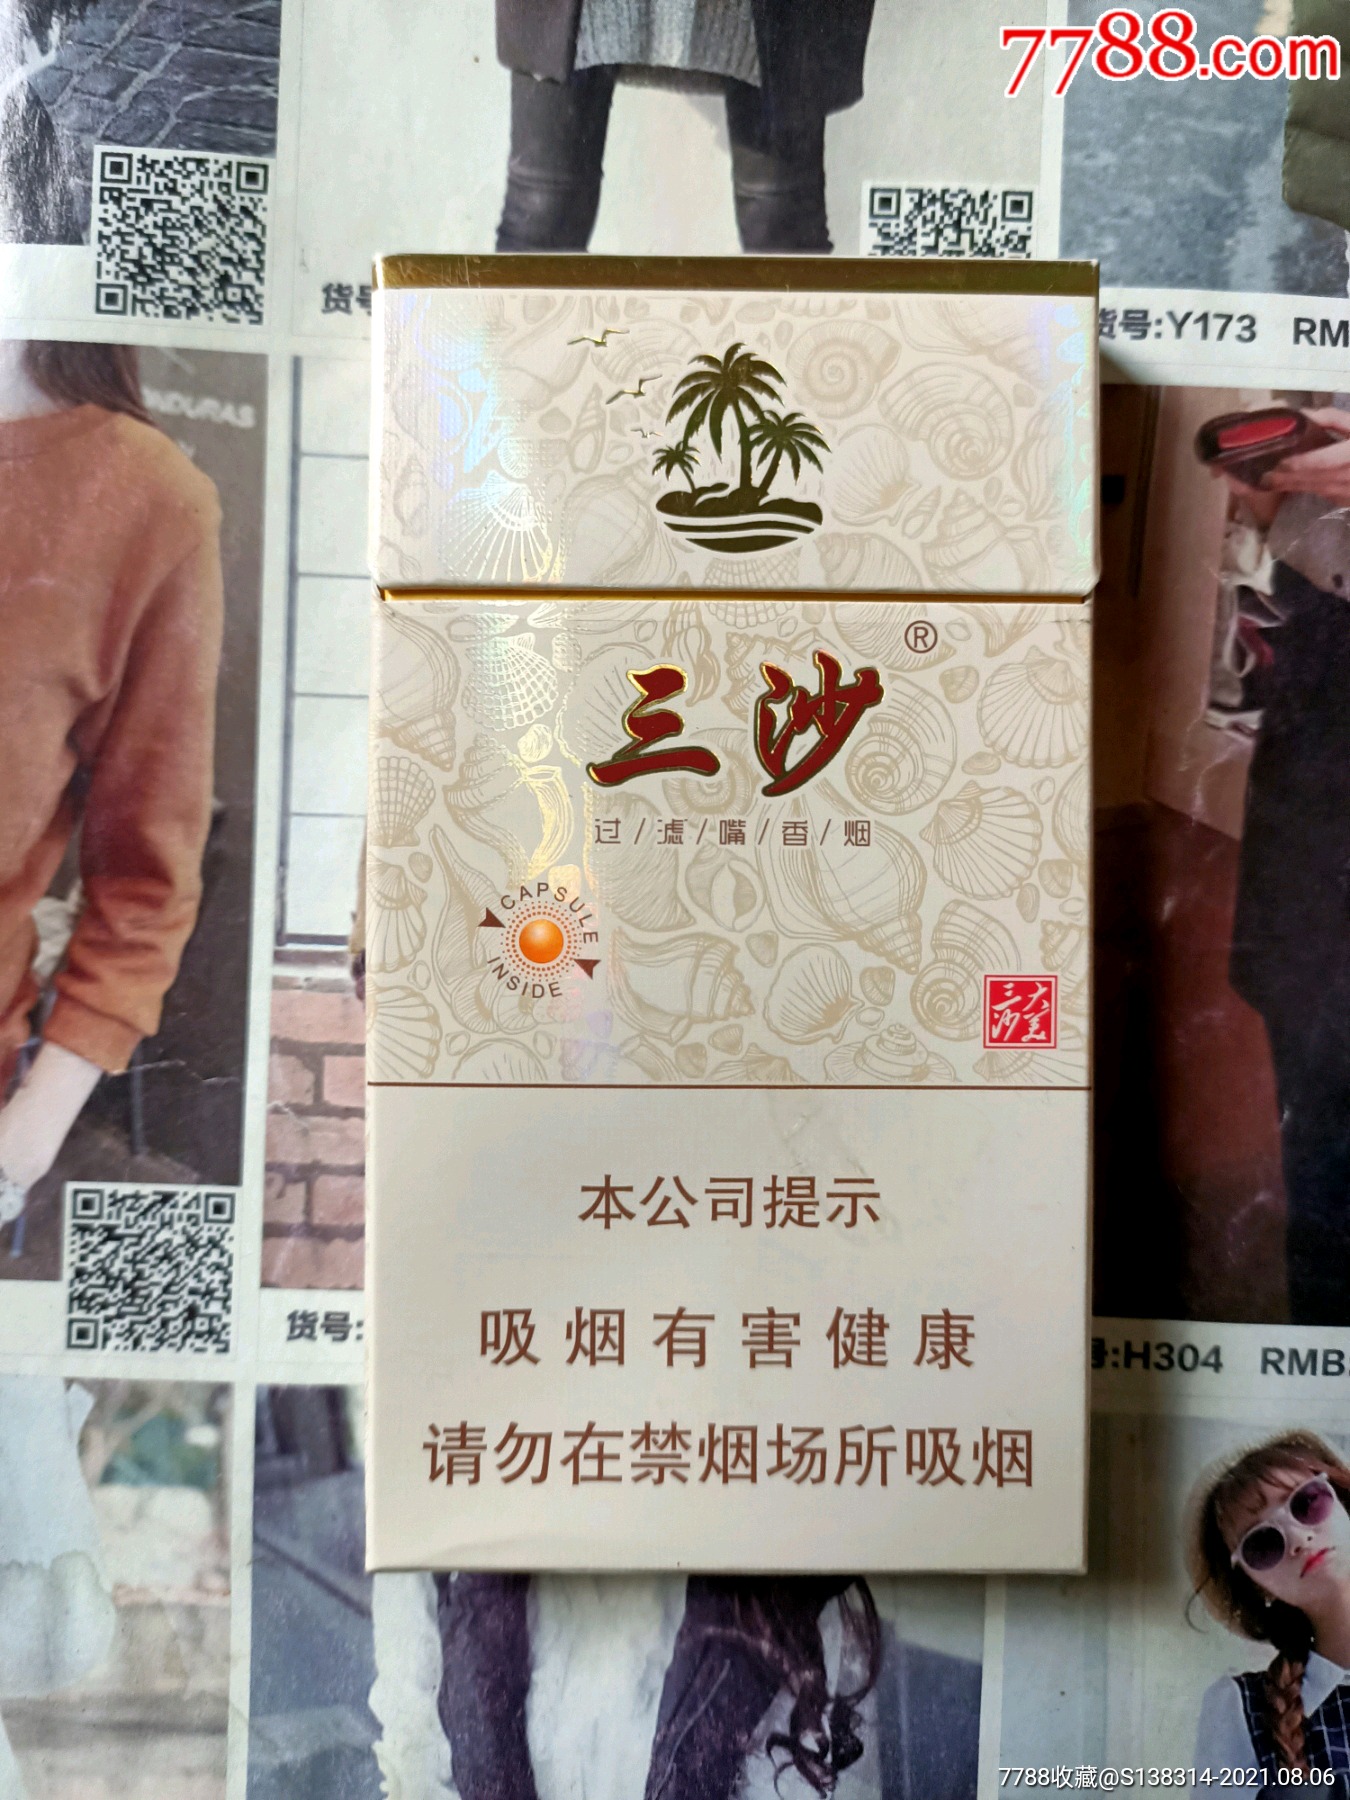 7788.com
货号
货号:Y173 RM
ONDURAS
三沙®
过/滤/嘴/香/烟
CAPSULE
INSIDE
大美
三沙
本公司提示
吸烟有害健康
请勿在禁烟场所吸烟
货号:
号:H304 RMB:
7788收藏@S138314-2021.08.06